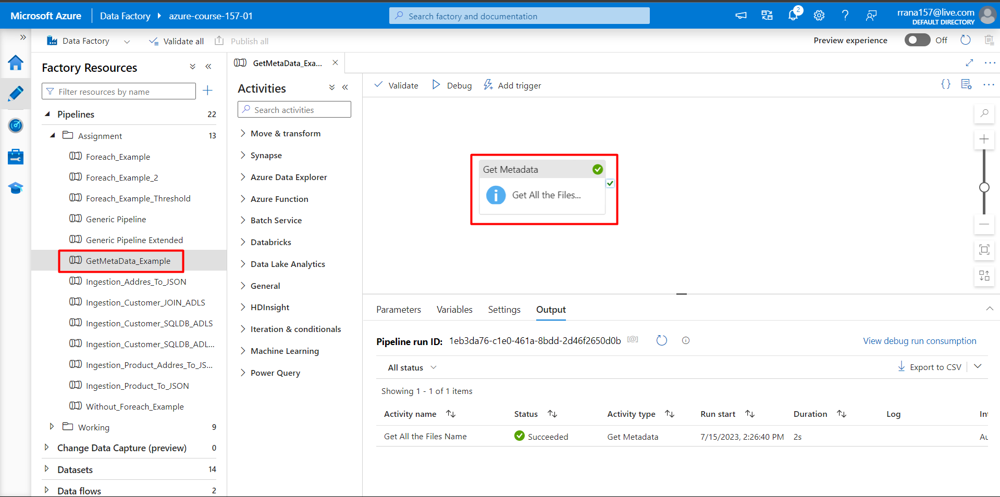 Microsoft Azure
Data Factory
azure-course-157-01
Search factory and documentation
2
rrana157@live.com
DEFAULT DIRECTORY
Data Factory
Validate all
Publish all
Preview experience
Off
Factory Resources
Filter resources by name
Pipelines 22
Assignment 13
Foreach_Example
Foreach_Example_2
Foreach_Example_Threshold
Generic Pipeline
Generic Pipeline Extended
GetMetaData_Example
Ingestion_Addres_To_JSON
Ingestion_Customer_JOIN_ADLS
Ingestion_Customer_SQLDB_ADLS
Ingestion_Customer_SQLDB_ADL...
Ingestion_Product_Addres_To_JS...
Ingestion_Product_To_JSON
Without_Foreach_Example
Working 9
Change Data Capture (preview) 0
Datasets 14
Data flows 2
GetMetaData_Exa...
Activities
Search activities
Move & transform
Synapse
Azure Data Explorer
Azure Function
Batch Service
Databricks
Data Lake Analytics
General
HDInsight
Iteration & conditionals
Machine Learning
Power Query
Validate
Debug
Add trigger
Get Metadata
Get All the Files...
Parameters Variables Settings Output
Pipeline run ID: 1eb3da76-c1e0-461a-8bdd-2d46f2650d0b
View debug run consumption
All status
Export to CSV
Showing 1 - 1 of 1 items
Activity name Status Activity type Run start Duration Log
Get All the Files Name Succeeded Get Metadata 7/15/2023, 2:26:40 PM 2s